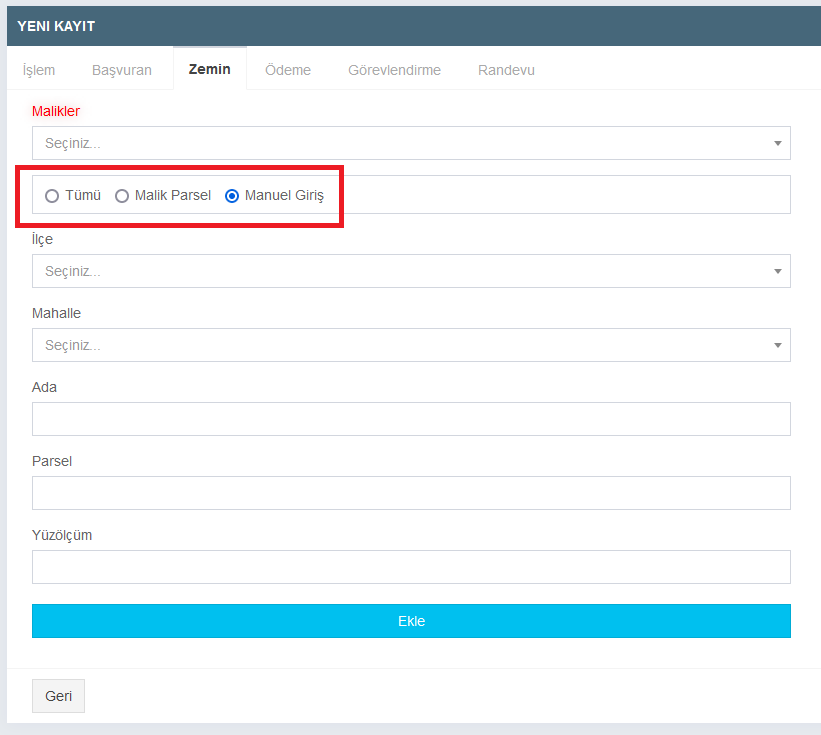 YENİ KAYIT
İşlem Başvuran Zemin Ödeme Görevlendirme Randevu
Malikler
Seçiniz...
Tümü Malik Parsel Manuel Giriş
İlçe
Seçiniz...
Mahalle
Seçiniz...
Ada
Parsel
Yüzölçüm
Ekle
Geri